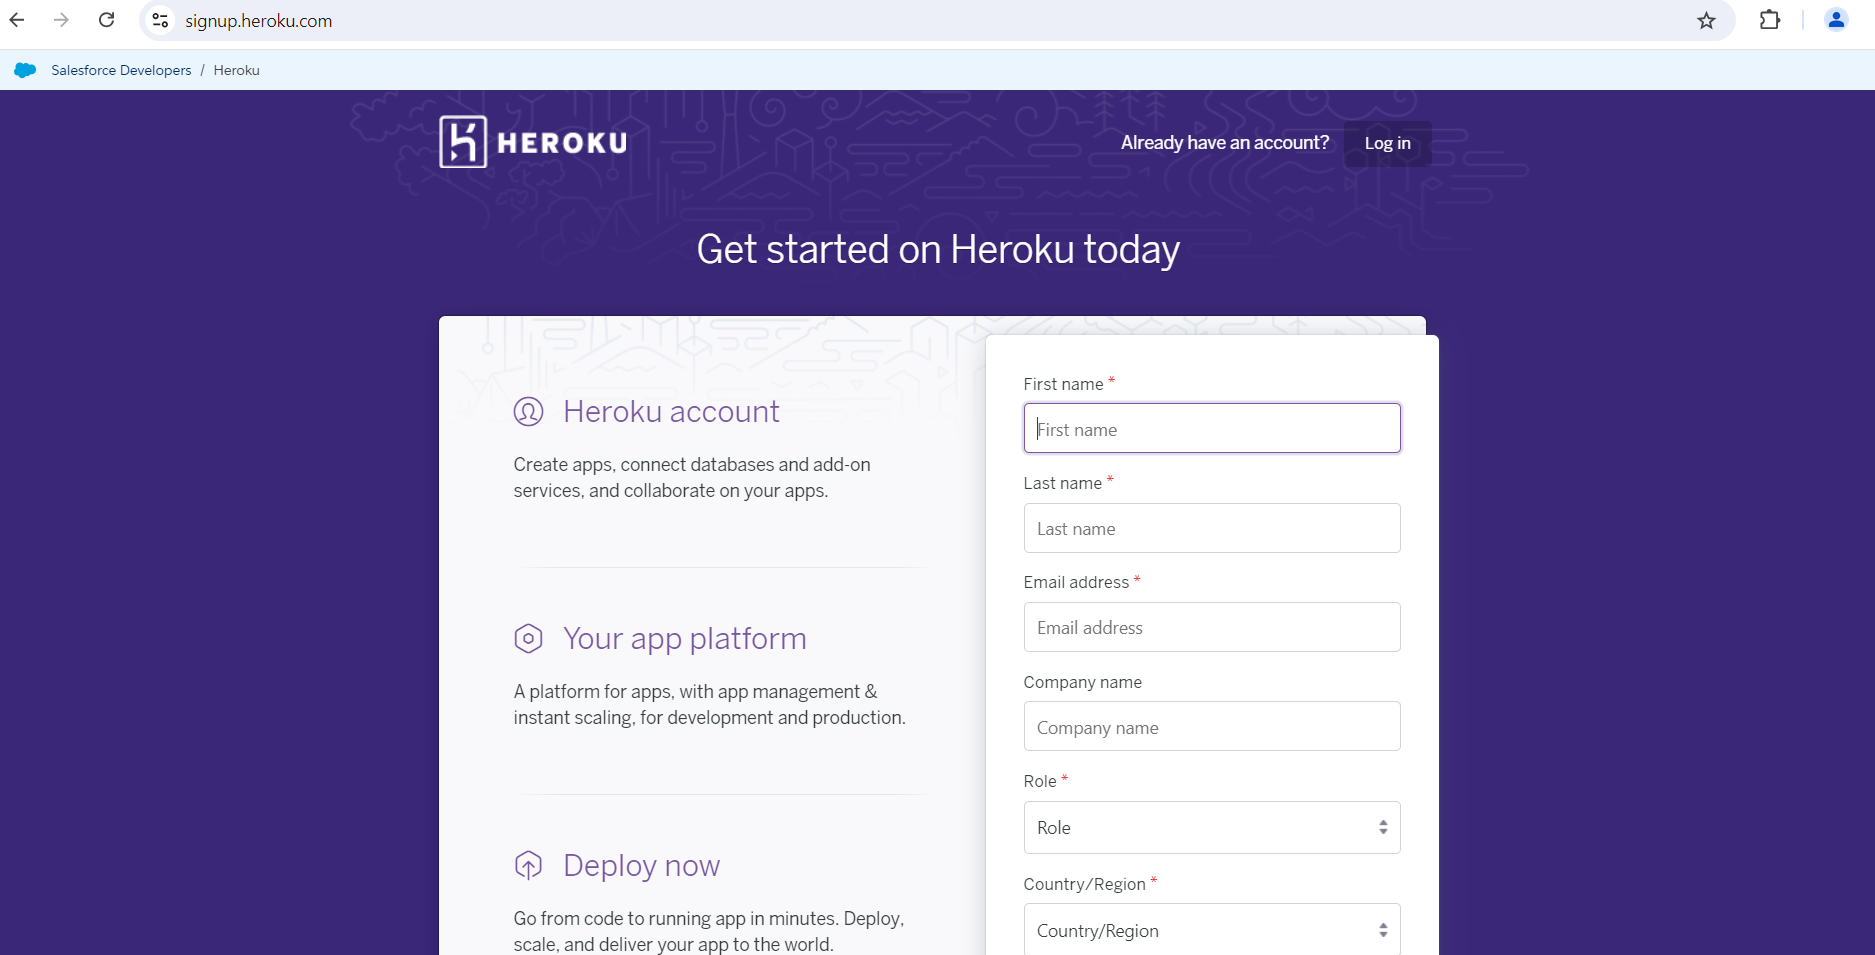 signup.heroku.com
Salesforce Developers / Heroku
HEROKU
Already have an account? Log in
Get started on Heroku today
Heroku account
Create apps, connect databases and add-on
services, and collaborate on your apps.
Your app platform
A platform for apps, with app management &
instant scaling, for development and production.
Deploy now
Go from code to running app in minutes. Deploy,
scale, and deliver your app to the world.
First name *
First name
Last name *
Last name
Email address *
Email address
Company name
Company name
Role *
Role
Country/Region *
Country/Region